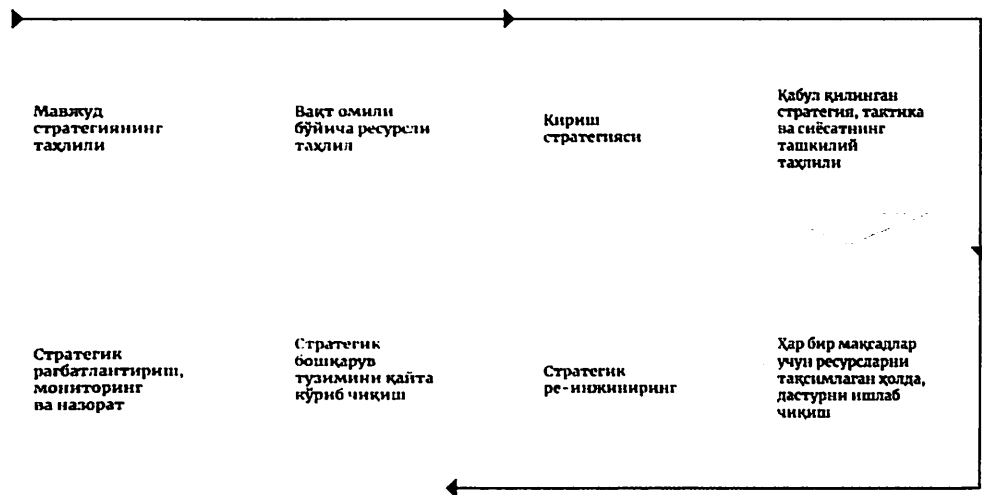 Мавжуд
стратегиянинг
таҳлили
Вақт омили
бўйича ресурсли
таҳлил
Кириш
стратегияси
Қабул қилинган
стратегия, тактика
ва сиёсатнинг
ташкилий
таҳлили
Стратегик
рағбатлантириш,
мониторинг
ва назорат
Стратегик
бошқарув
тузимини қайта
кўриб чиқиш
Стратегик
ре-инжиниринг
Ҳар бир мақсадлар
учун ресурсларни
тақсимлаган ҳолда,
дастурни ишлаб
чиқиш